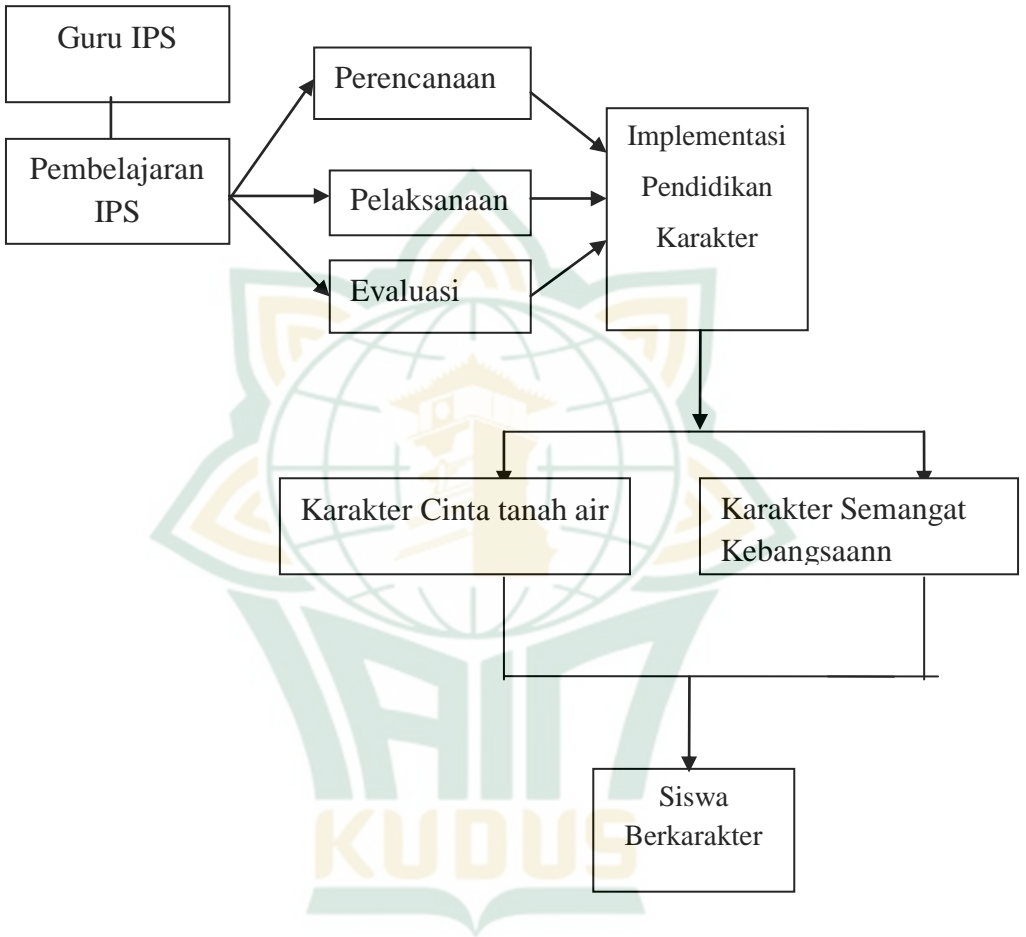 Guru IPS
Pembelajaran
IPS
Perencanaan
Pelaksanaan
Evaluasi
Implementasi
Pendidikan
Karakter
Karakter Cinta tanah air
Karakter Semangat
Kebangsaann
Siswa
Berkarakter
IAIN
KUDUS